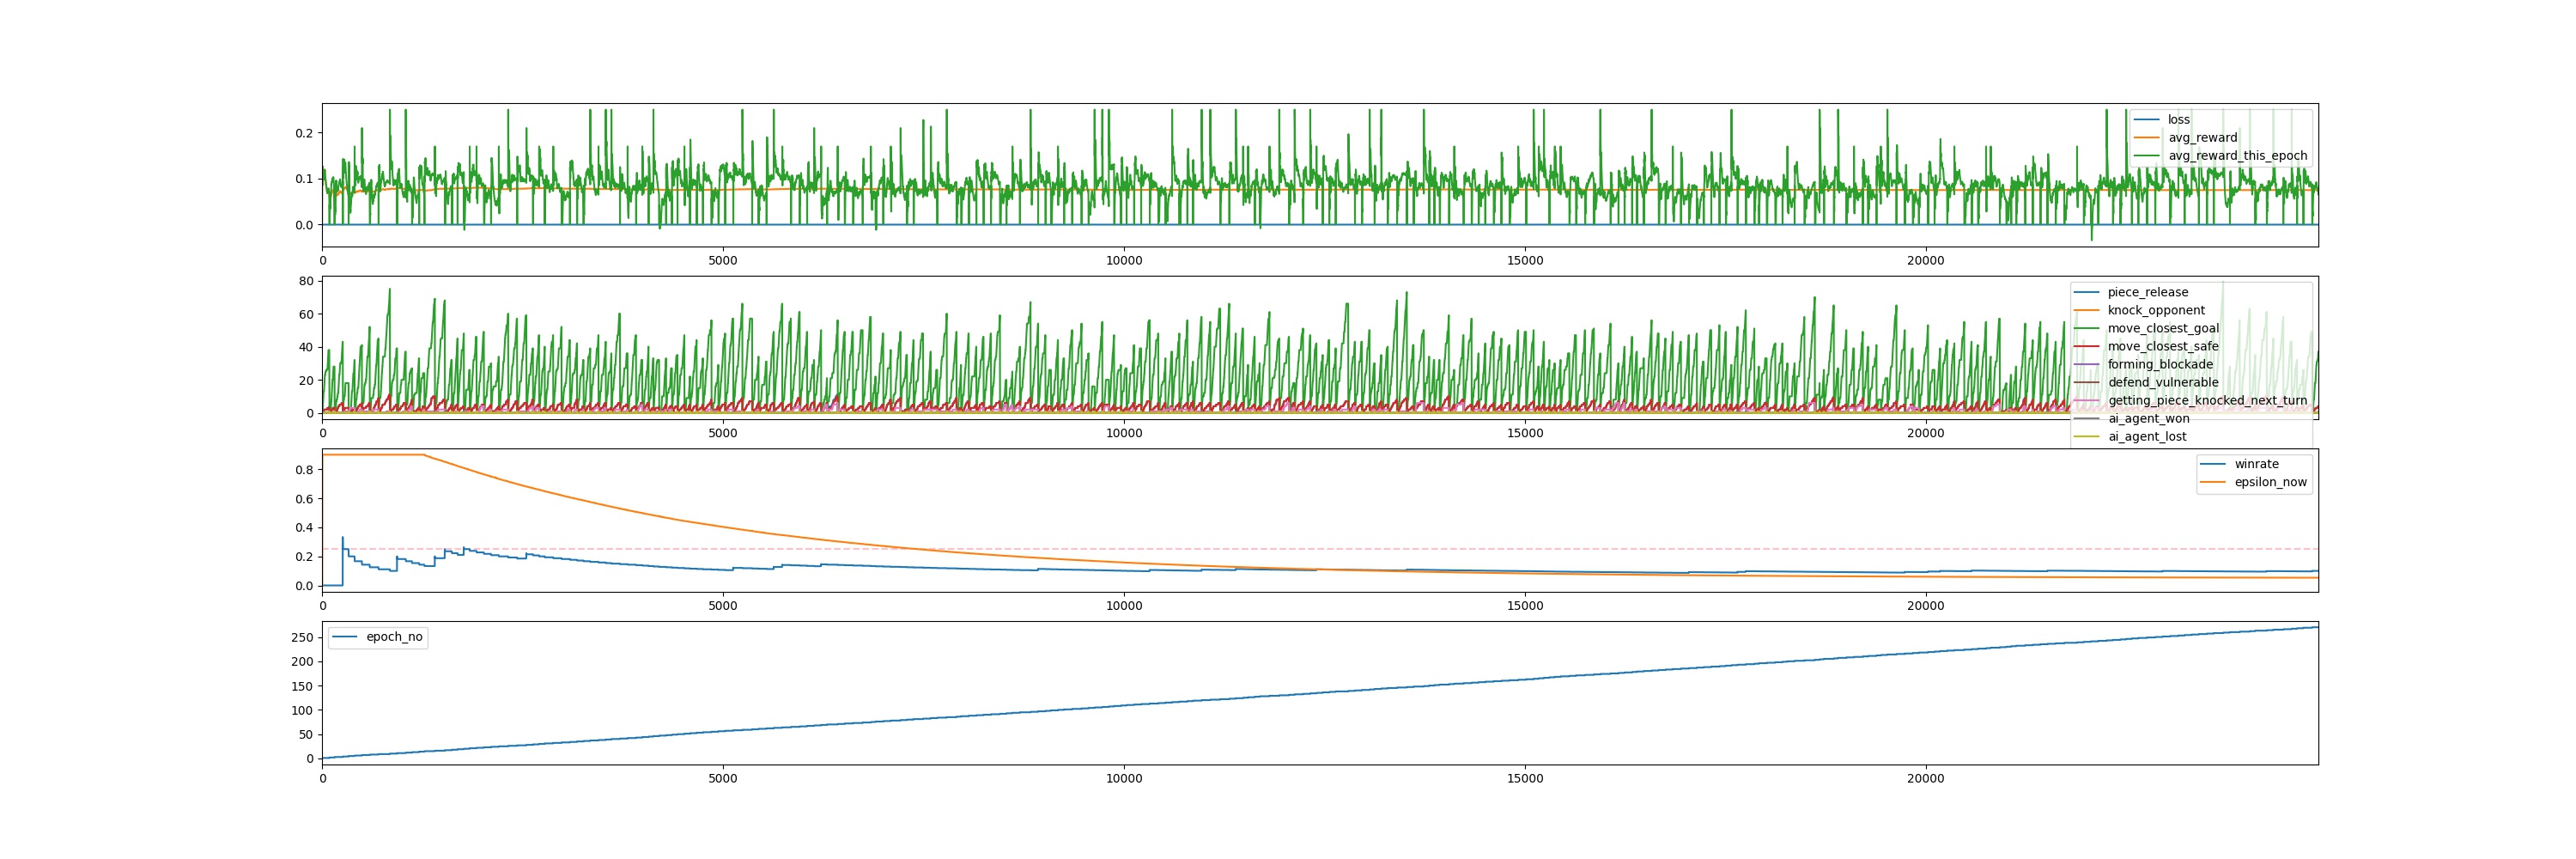 0.2
0.1
0.0
loss
avg_reward
avg_reward_this_epoch
0 5000 10000 15000 20000
80
60
40
20
0
piece_release
knock_opponent
move_closest_goal
move_closest_safe
forming_blockade
defend_vulnerable
getting_piece_knocked_next_turn
ai_agent_won
ai_agent_lost
0 5000 10000 15000 20000
0.8
0.6
0.4
0.2
0.0
winrate
epsilon_now
0 5000 10000 15000 20000
250
200
150
100
50
0
epoch_no
0 5000 10000 15000 20000